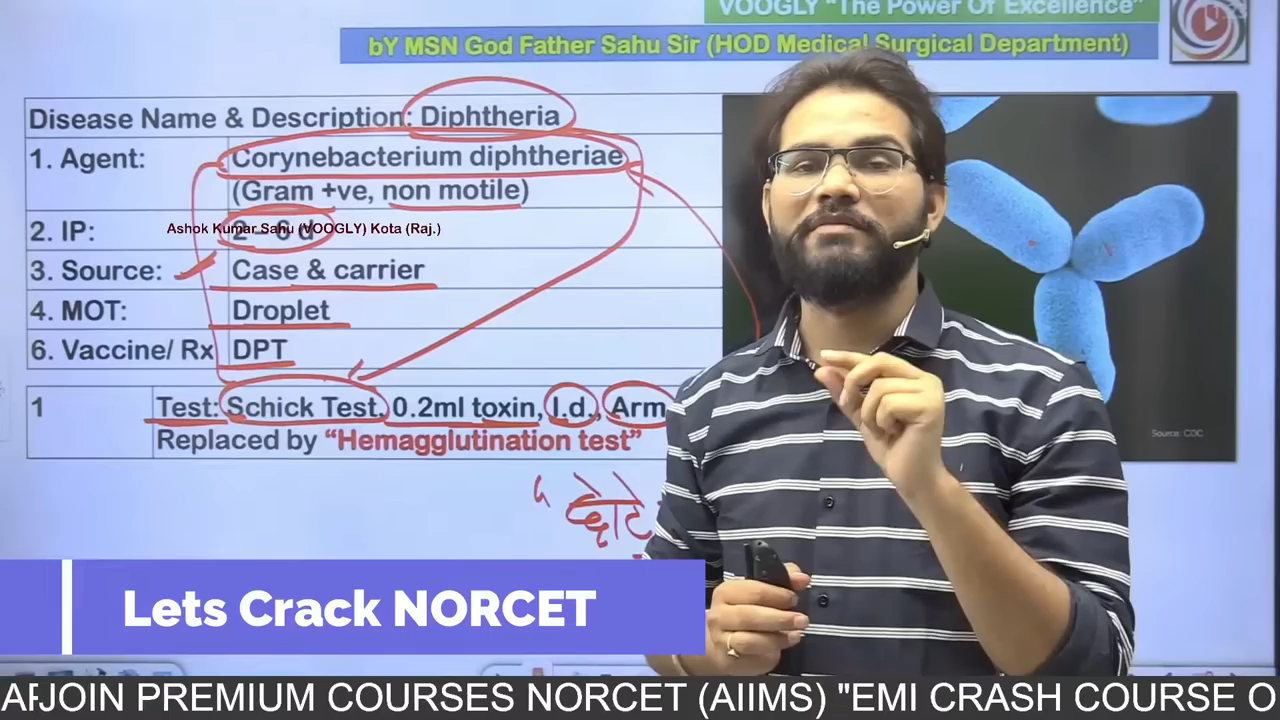 VOOGLY "The Power Of Excellence"
bY MSN God Father Sahu Sir (HOD Medical Surgical Department)
Disease Name & Description: Diphtheria
1. Agent: Corynebacterium diphtheriae
(Gram +ve, non motile)
2. IP: 2 - 6 d
Ashok Kumar Sahu (VOOGLY) Kota (Raj.)
3. Source: Case & carrier
4. MOT: Droplet
6. Vaccine/ Rx DPT
1 Test: Schick Test, 0.2ml toxin, I.d., Arm
Replaced by "Hemagglutination test"
Source: CDC
Lets Crack NORCET
JOIN PREMIUM COURSES NORCET (AIIMS) "EMI CRASH COURSE O